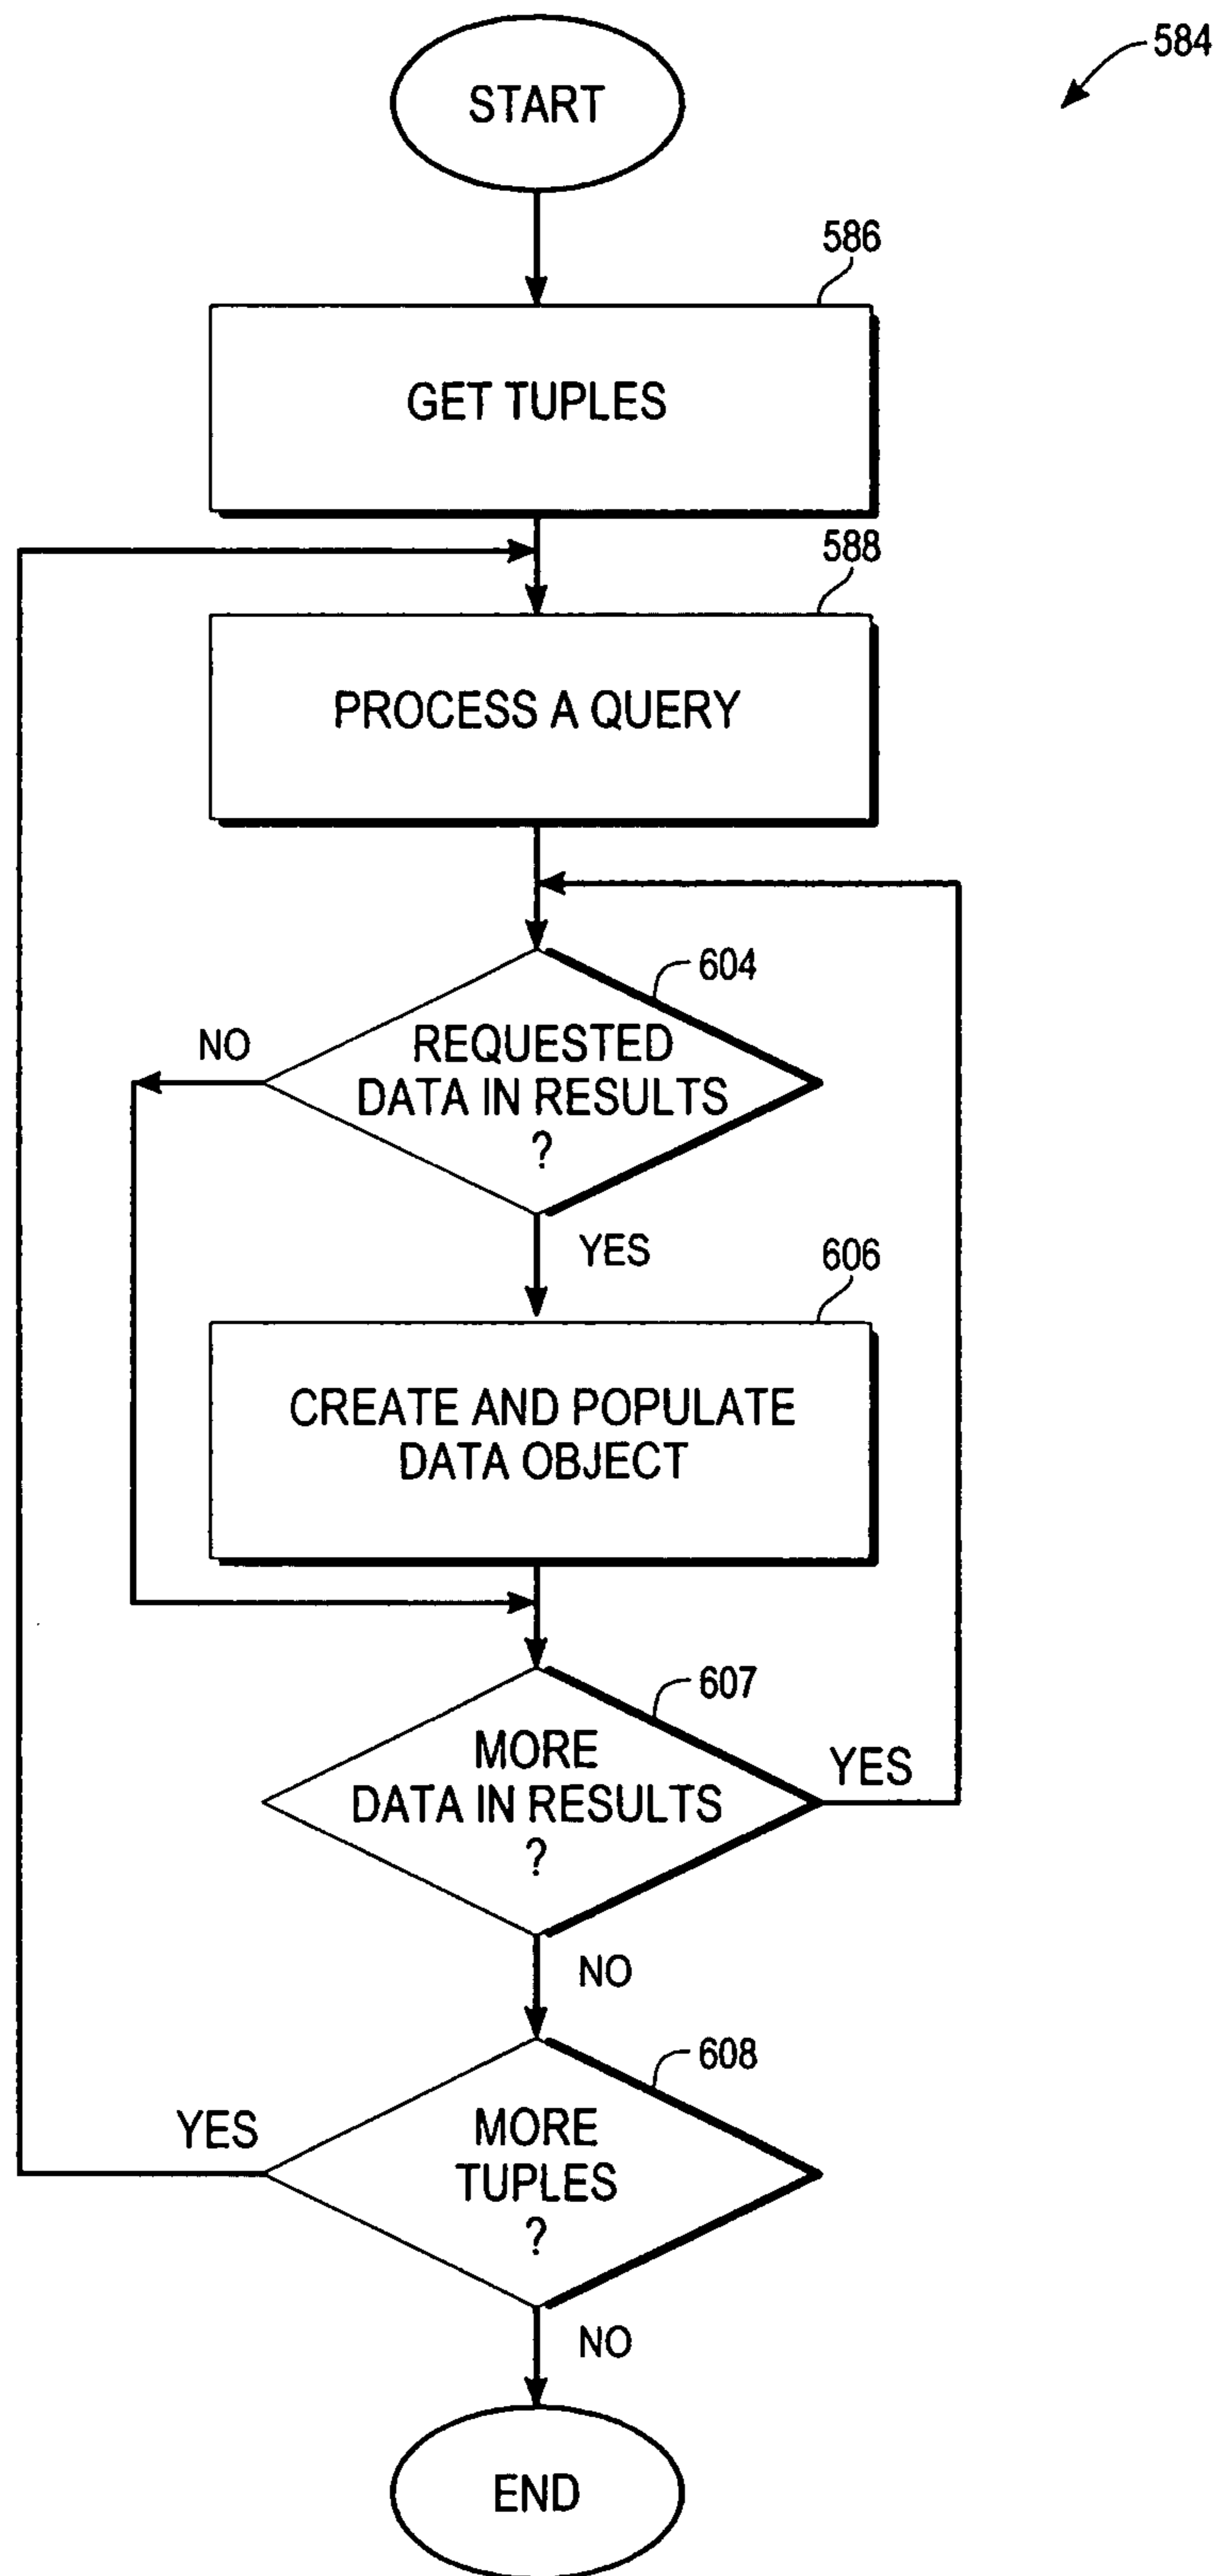 584
START
586
GET TUPLES
588
PROCESS A QUERY
604
NO
REQUESTED
DATA IN RESULTS
?
YES
606
CREATE AND POPULATE
DATA OBJECT
607
MORE
DATA IN RESULTS
?
YES
NO
608
YES
MORE
TUPLES
?
NO
END